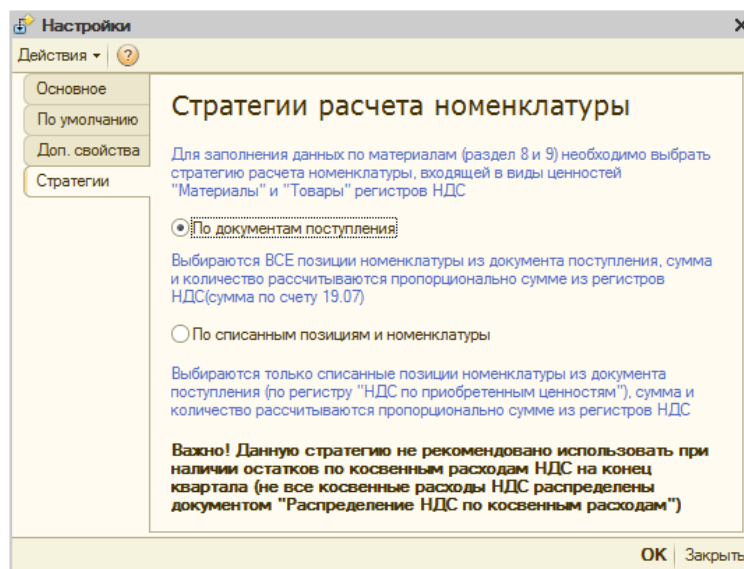 Настройки
Действия
Основное
По умолчанию
Доп. свойства
Стратегии
Стратегии расчета номенклатуры
Для заполнения данных по материалам (раздел 8 и 9) необходимо выбрать
стратегию расчета номенклатуры, входящей в виды ценностей
"Материалы" и "Товары" регистров НДС
По документам поступления
Выбираются ВСЕ позиции номенклатуры из документа поступления, сумма
и количество рассчитываются пропорционально сумме из регистров
НДС(сумма по счету 19.07)
По списанным позициям и номенклатуры
Выбираются только списанные позиции номенклатуры из документа
поступления (по регистру "НДС по приобретенным ценностям"), сумма и
количество рассчитываются пропорционально сумме из регистров НДС
Важно! Данную стратегию не рекомендовано использовать при
наличии остатков по косвенным расходам НДС на конец
квартала (не все косвенные расходы НДС распределены
документом "Распределение НДС по косвенным расходам")
OK Закрыть